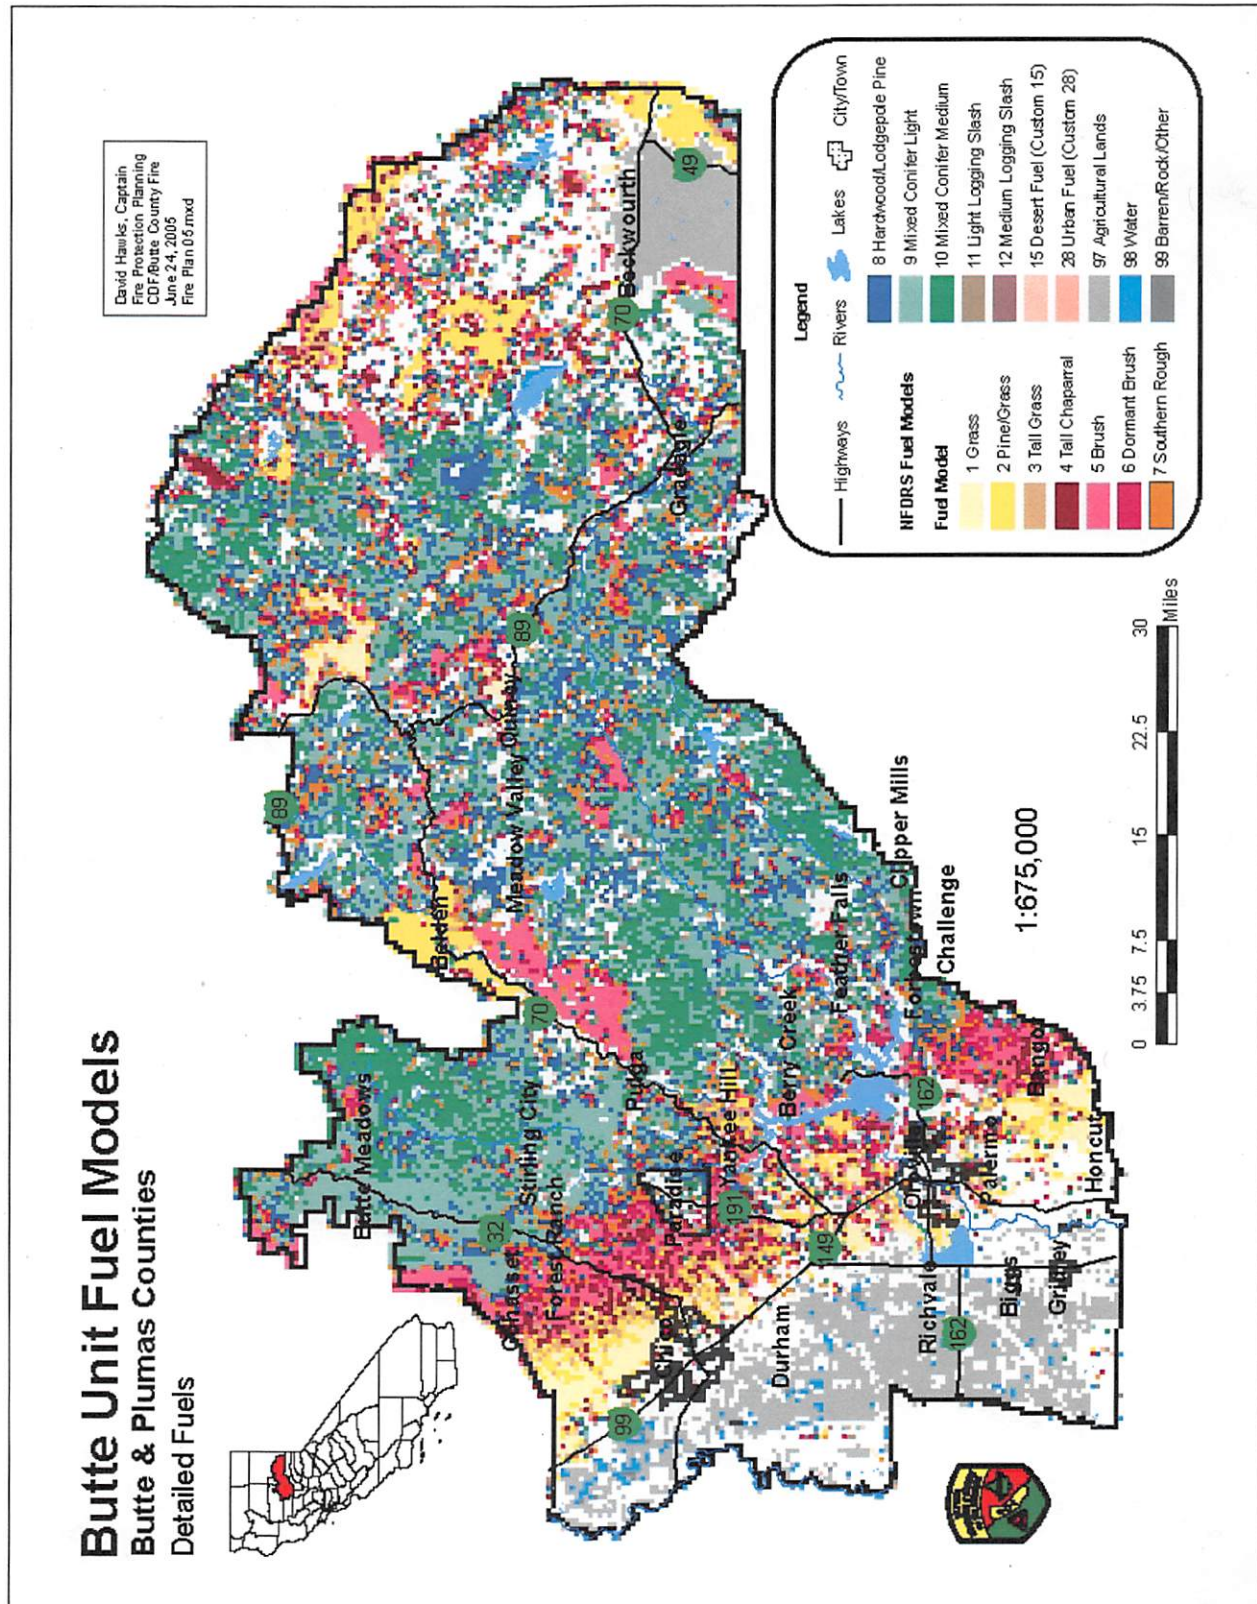 Butte Unit Fuel Models
Butte & Plumas Counties
Detailed Fuels
David Hawks, Captain
Fire Protection Planning
CDF/Butte County Fire
June 24, 2005
Fire Plan 05.mxd
89
Butte Meadows
Belden
32
70
Stirling City
Meadow Valley
Quincy
89
Cohasset
Forest Ranch
Pulga
70
Beckwourth
99
Chico
Paradise
Graeagle
49
191
Yankee Hill
Durham
149
Berry Creek
Feather Falls
Richvale
Oroville
162
Forbestown
Clipper Mills
162
Challenge
Biggs
Palermo
Gridley
Bangor
Honcut
1:675,000
0 3.75 7.5 15 22.5 30
Miles
Legend
Highways Rivers Lakes City/Town
NFDRS Fuel Models
Fuel Model
1 Grass
2 Pine/Grass
3 Tall Grass
4 Tall Chaparral
5 Brush
6 Dormant Brush
7 Southern Rough
8 Hardwood/Lodgepole Pine
9 Mixed Conifer Light
10 Mixed Conifer Medium
11 Light Logging Slash
12 Medium Logging Slash
15 Desert Fuel (Custom 15)
28 Urban Fuel (Custom 28)
97 Agricultural Lands
98 Water
99 Barren/Rock/Other